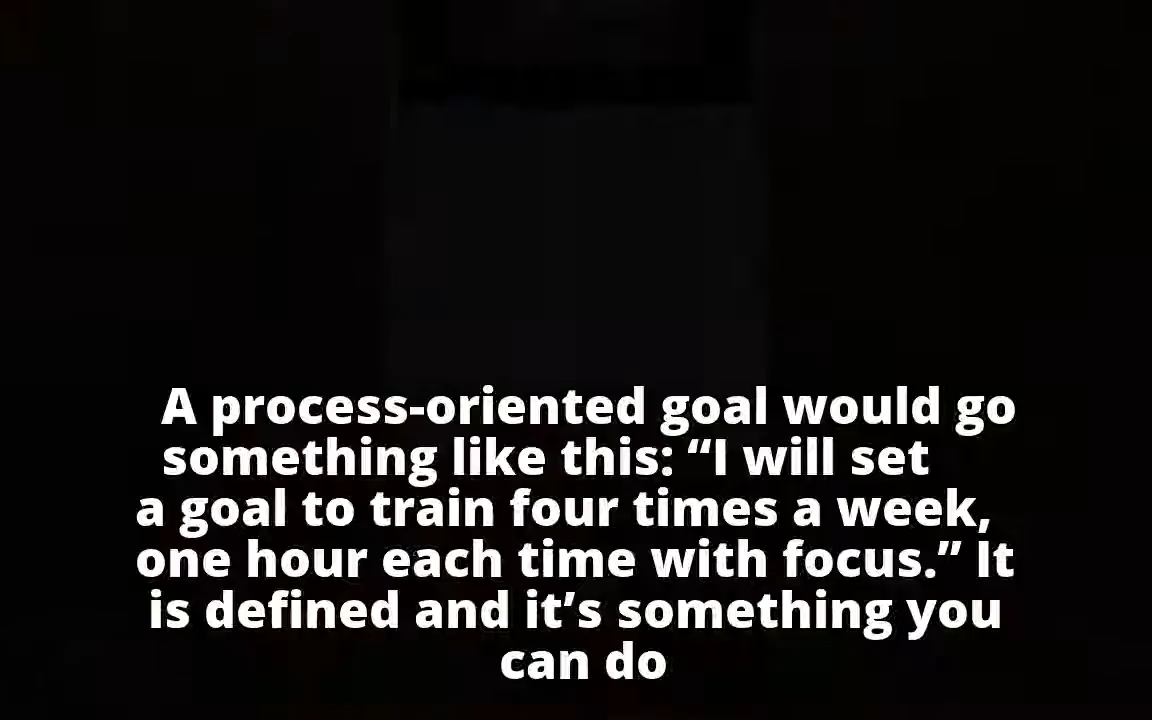 A process-oriented goal would go
something like this: “I will set
a goal to train four times a week,
one hour each time with focus.” It
is defined and it’s something you
can do